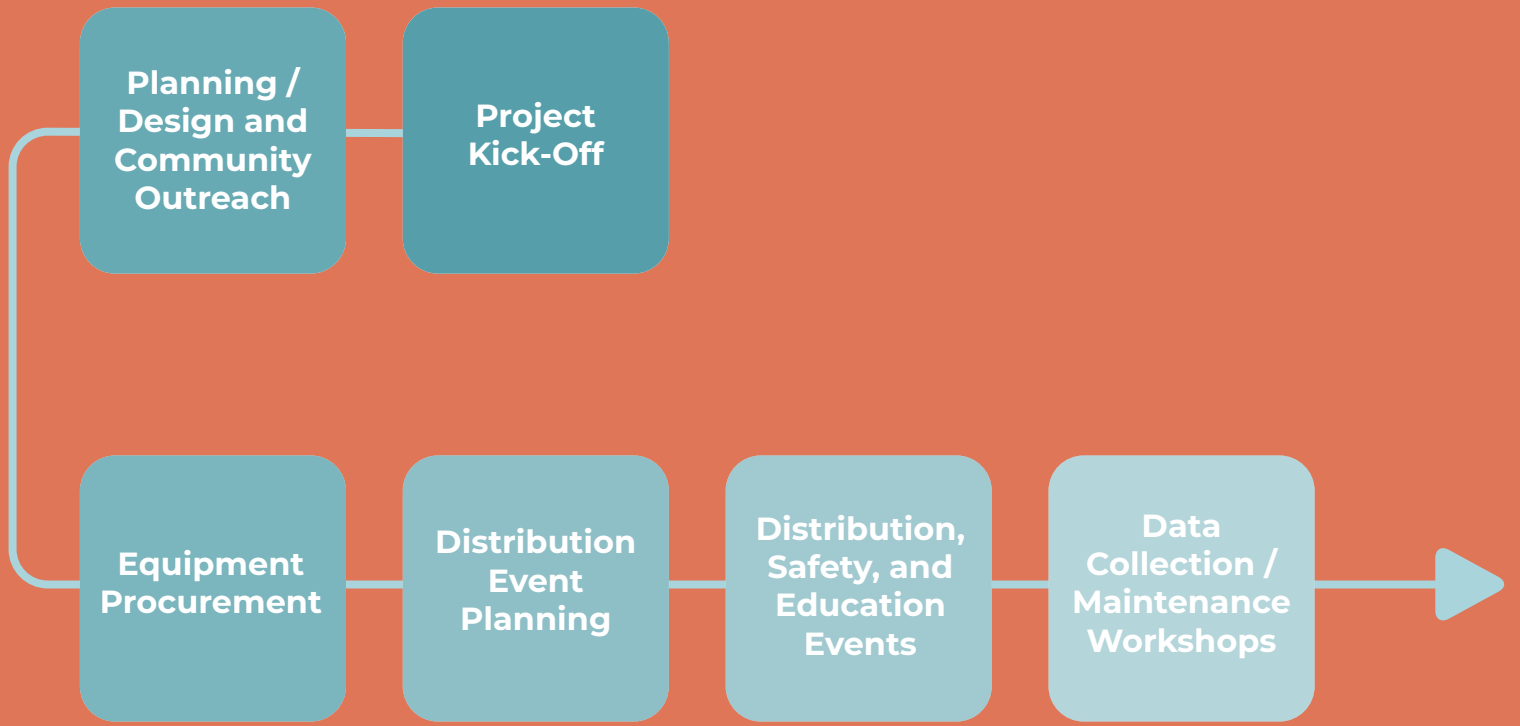 Planning /
Design and
Community
Outreach
Project
Kick-Off
Equipment
Procurement
Distribution
Event
Planning
Distribution,
Safety, and
Education
Events
Data
Collection /
Maintenance
Workshops